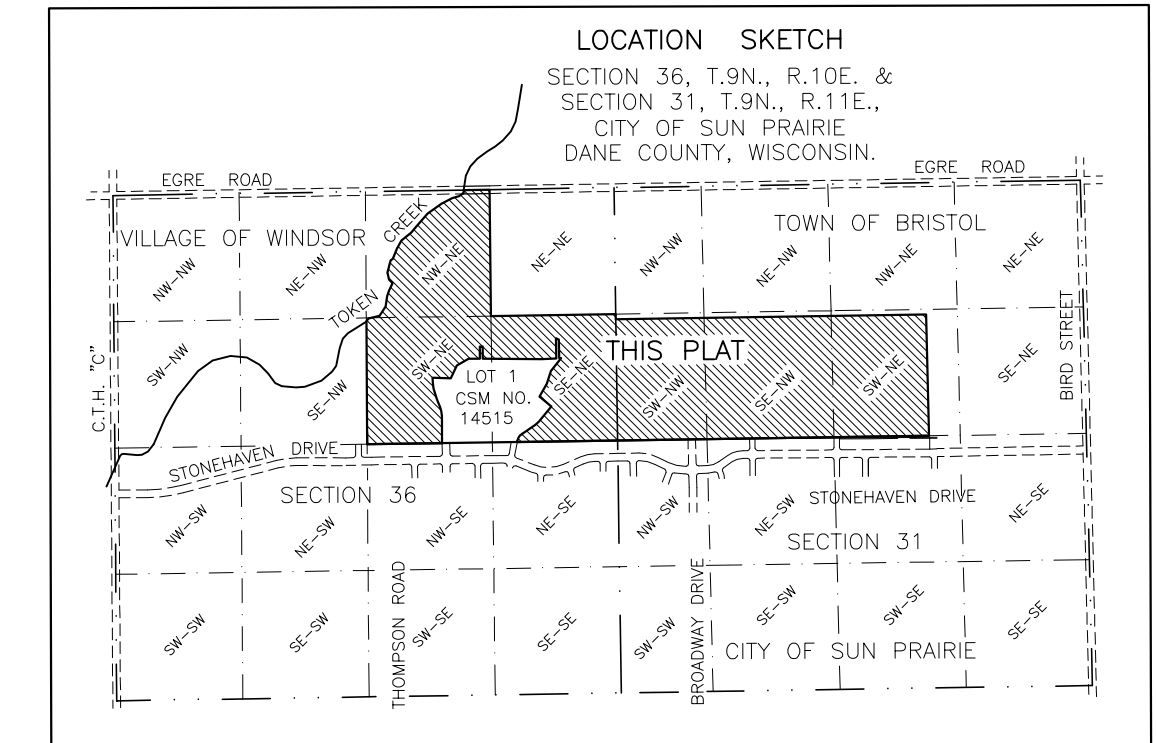 LOCATION SKETCH
SECTION 36, T.9N., R.10E. &
SECTION 31, T.9N., R.11E.,
CITY OF SUN PRAIRIE
DANE COUNTY, WISCONSIN.
EGRE ROAD
EGRE ROAD
VILLAGE OF WINDSOR
TOKEN CREEK
TOWN OF BRISTOL
NW-NW
NE-NW
NW-NE
NE-NE
NW-NW
NE-NW
NW-NE
NE-NE
C.T.H. "C"
BIRD STREET
SW-NW
SE-NW
SW-NE
SE-NE
THIS PLAT
SW-NW
SE-NW
SW-NE
SE-NE
LOT 1
CSM NO.
14515
STONEHAVEN DRIVE
SECTION 36
STONEHAVEN DRIVE
NW-SW
NE-SW
NW-SE
NE-SE
NW-SW
NE-SW
NE-SE
SECTION 31
THOMPSON ROAD
BROADWAY DRIVE
SW-SW
SE-SW
SW-SE
SE-SE
SW-SW
SE-SW
SW-SE
SE-SE
CITY OF SUN PRAIRIE